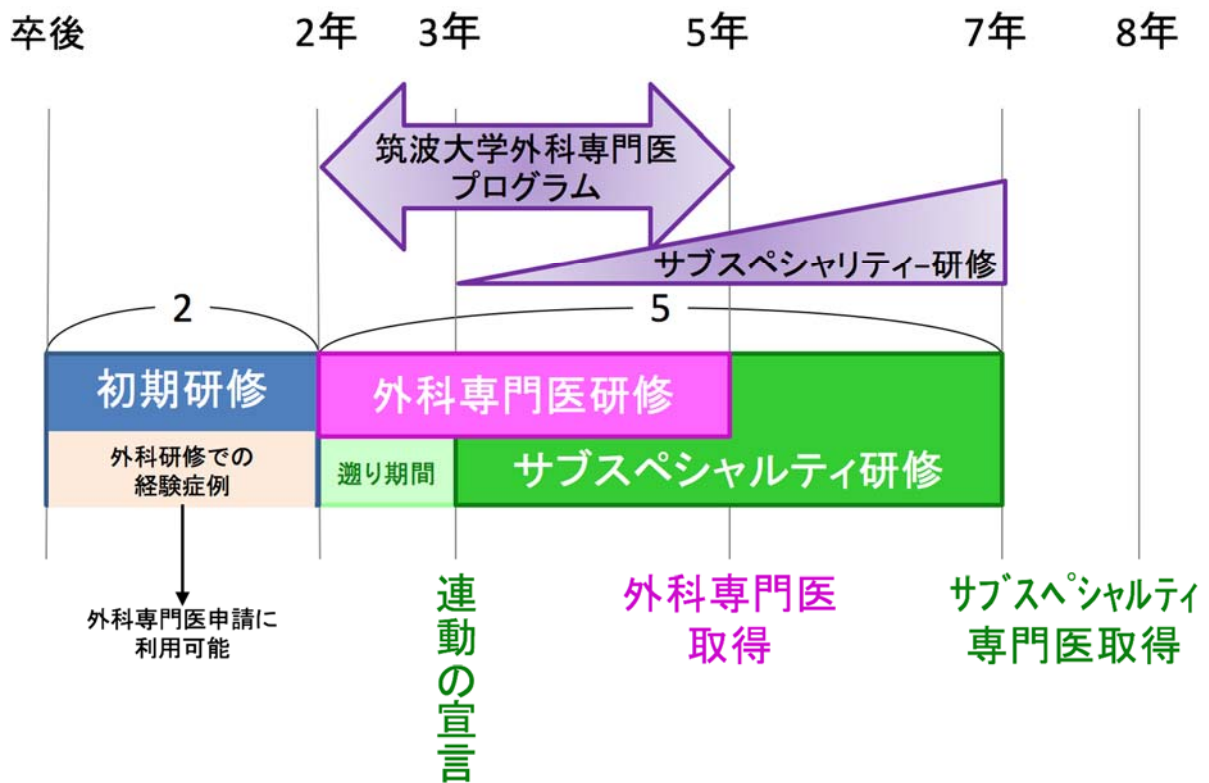 卒後 2年 3年 5年 7年 8年
筑波大学外科専門医
プログラム
サブスペシャリティｰ研修
2 5
初期研修
外科専門医研修
外科研修での
経験症例
遡り期間
サブスペシャルティ研修
外科専門医申請に
利用可能
連動の宣言
外科専門医
取得
サブスペシャルティ
専門医取得